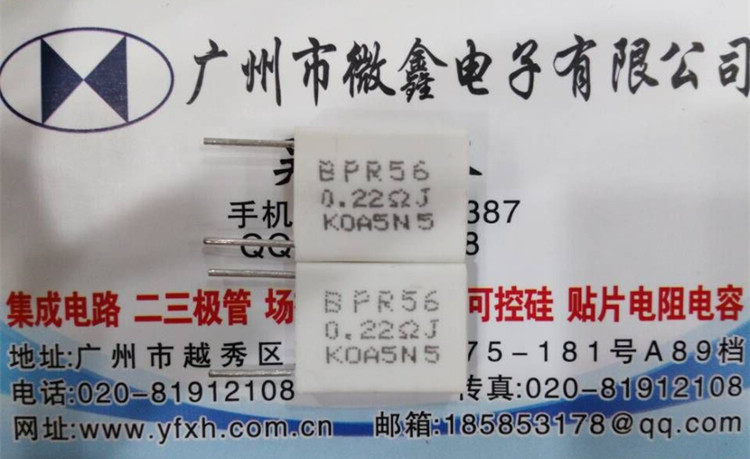 广州市微鑫电子有限公司
BPR56
0.22ΩJ
KOA5N5
手机 387
QQ 8
BPR56
0.22ΩJ
KOA5N5
集成电路 二三极管 场 可控硅 贴片电阻电容
地址:广州市越秀区 75-181号A89档
电话:020-81912108 传真:020-81912108
网址:www.yfxh.com.cn 邮箱:185853178@qq.com